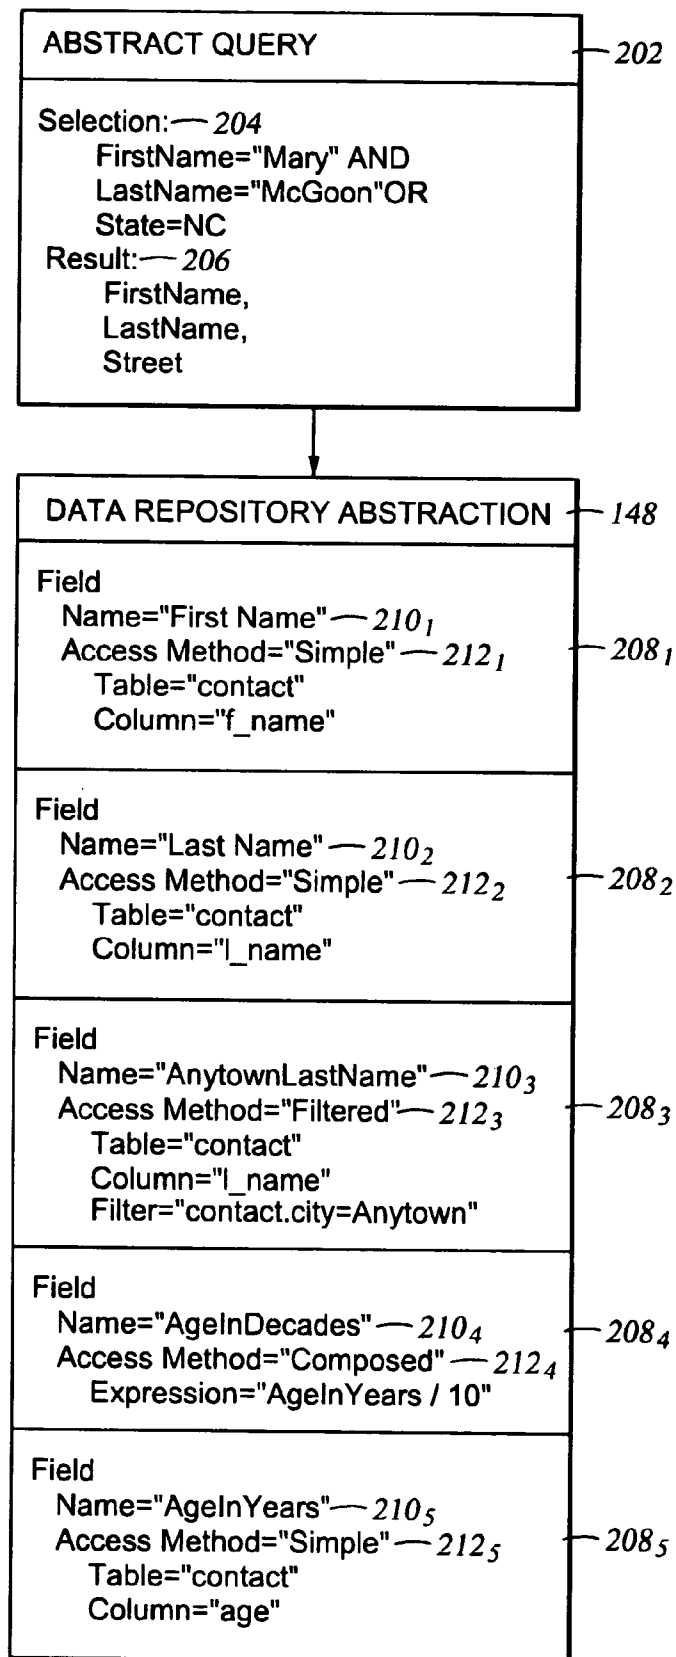 ABSTRACT QUERY 202
Selection: 204
FirstName="Mary" AND
LastName="McGoon"OR
State=NC
Result: 206
FirstName,
LastName,
Street
DATA REPOSITORY ABSTRACTION 148
Field
Name="First Name" 210₁
Access Method="Simple" 212₁ 208₁
Table="contact"
Column="f_name"
Field
Name="Last Name" 210₂
Access Method="Simple" 212₂ 208₂
Table="contact"
Column="l_name"
Field
Name="AnytownLastName" 210₃
Access Method="Filtered" 212₃ 208₃
Table="contact"
Column="l_name"
Filter="contact.city=Anytown"
Field
Name="AgeInDecades" 210₄ 208₄
Access Method="Composed" 212₄
Expression="AgeInYears / 10"
Field
Name="AgeInYears" 210₅
Access Method="Simple" 212₅ 208₅
Table="contact"
Column="age"